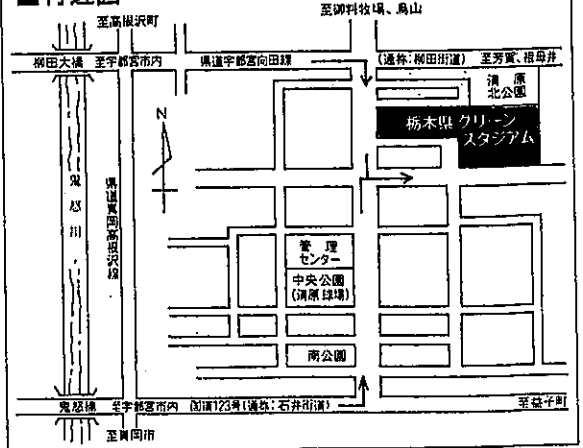 ■付近図
至高根沢町
至御料牧場、烏山
柳田大橋
至宇都宮市内
県道宇都宮向田線
(通称:柳田街道)
至芳賀、根母井
清原
北公園
栃木県グリーン
スタジアム
N
鬼怒川
県道真岡高根沢線
管理
センター
中央公園
(清原球場)
南公園
鬼怒橋
至宇都宮市内
国道123号(通称:石井街道)
至益子町
至真岡市